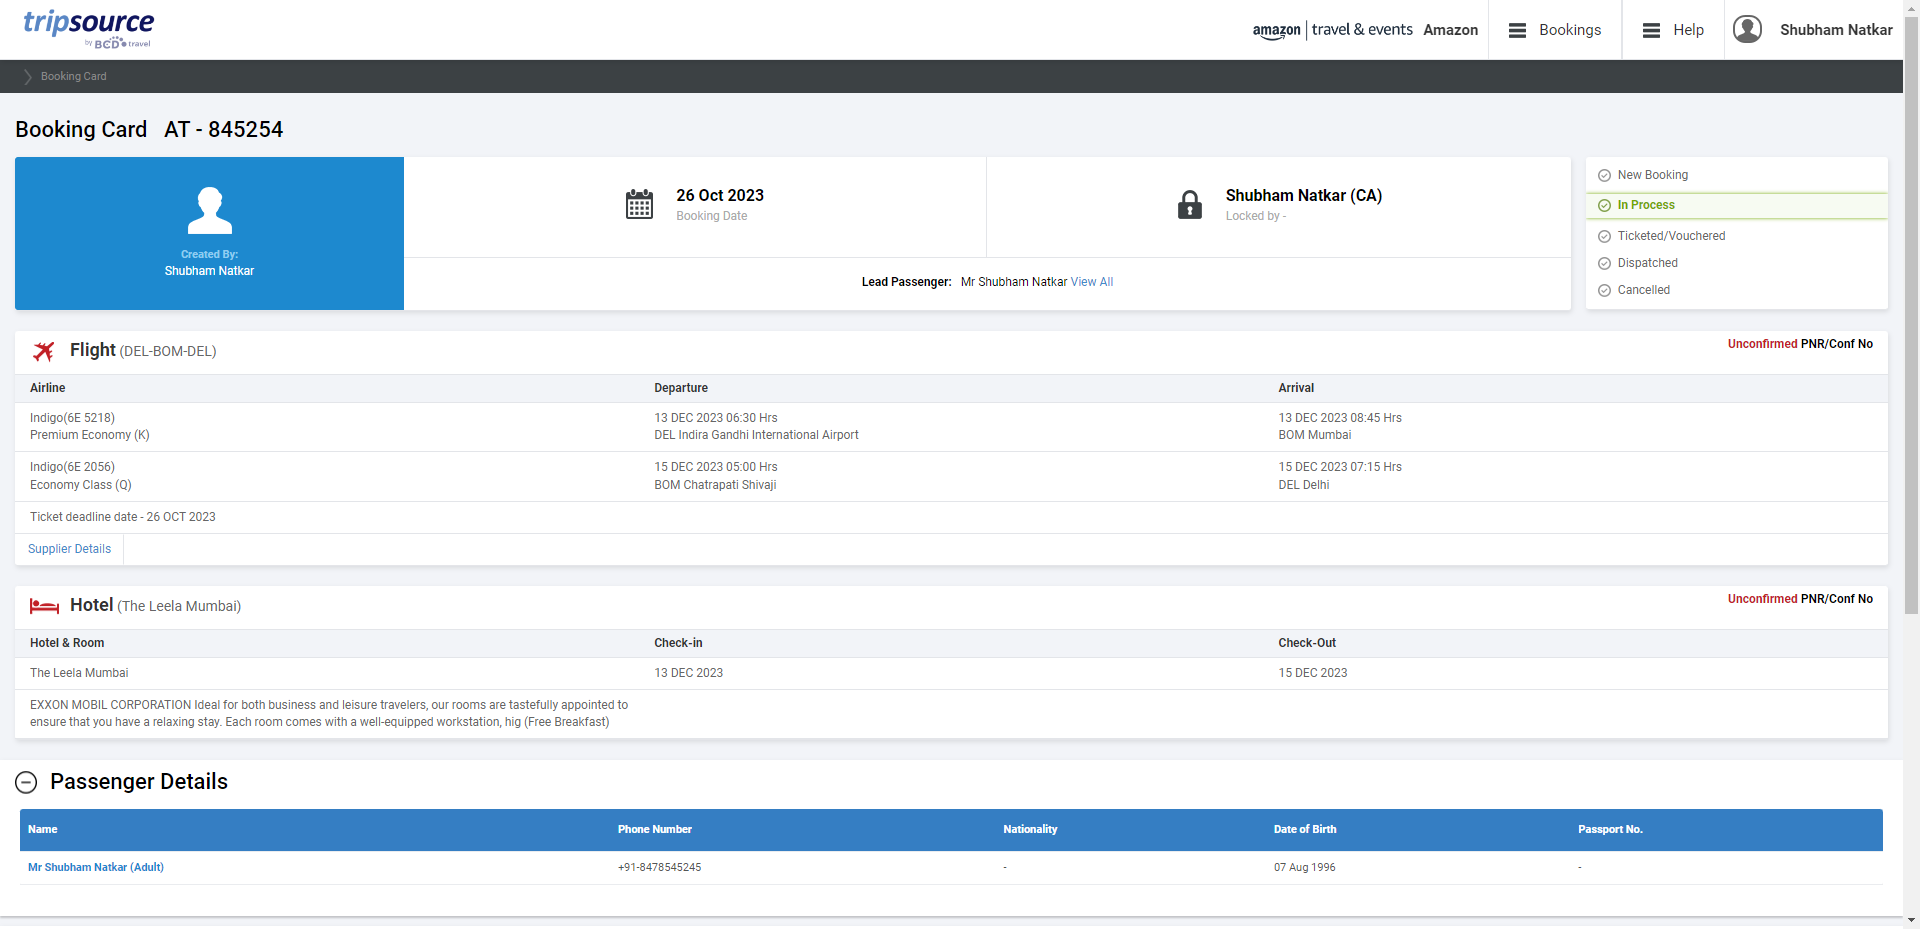 tripsource
by BCD travel
amazon travel & events Amazon
Bookings
Help
Shubham Natkar
Booking Card
Booking Card AT - 845254
Created By:
Shubham Natkar
26 Oct 2023
Booking Date
Shubham Natkar (CA)
Locked by -
Lead Passenger: Mr Shubham Natkar View All
New Booking
In Process
Ticketed/Vouchered
Dispatched
Cancelled
Flight (DEL-BOM-DEL)
Unconfirmed PNR/Conf No
Airline Departure Arrival
Indigo(6E 5218) 13 DEC 2023 06:30 Hrs 13 DEC 2023 08:45 Hrs
Premium Economy (K) DEL Indira Gandhi International Airport BOM Mumbai
Indigo(6E 2056) 15 DEC 2023 05:00 Hrs 15 DEC 2023 07:15 Hrs
Economy Class (Q) BOM Chatrapati Shivaji DEL Delhi
Ticket deadline date - 26 OCT 2023
Supplier Details
Hotel (The Leela Mumbai)
Unconfirmed PNR/Conf No
Hotel & Room Check-in Check-Out
The Leela Mumbai 13 DEC 2023 15 DEC 2023
EXXON MOBIL CORPORATION Ideal for both business and leisure travelers, our rooms are tastefully appointed to
ensure that you have a relaxing stay. Each room comes with a well-equipped workstation, hig (Free Breakfast)
Passenger Details
Name Phone Number Nationality Date of Birth Passport No.
Mr Shubham Natkar (Adult) +91-8478545245 - 07 Aug 1996 -